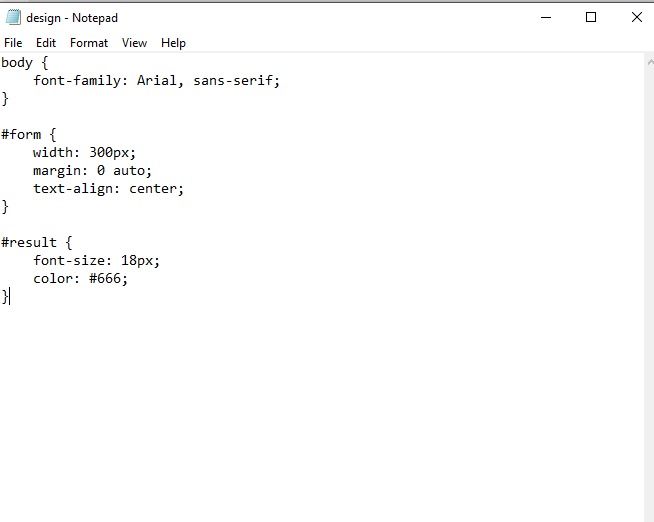 design - Notepad
File Edit Format View Help
body {
    font-family: Arial, sans-serif;
}

#form {
    width: 300px;
    margin: 0 auto;
    text-align: center;
}

#result {
    font-size: 18px;
    color: #666;
}